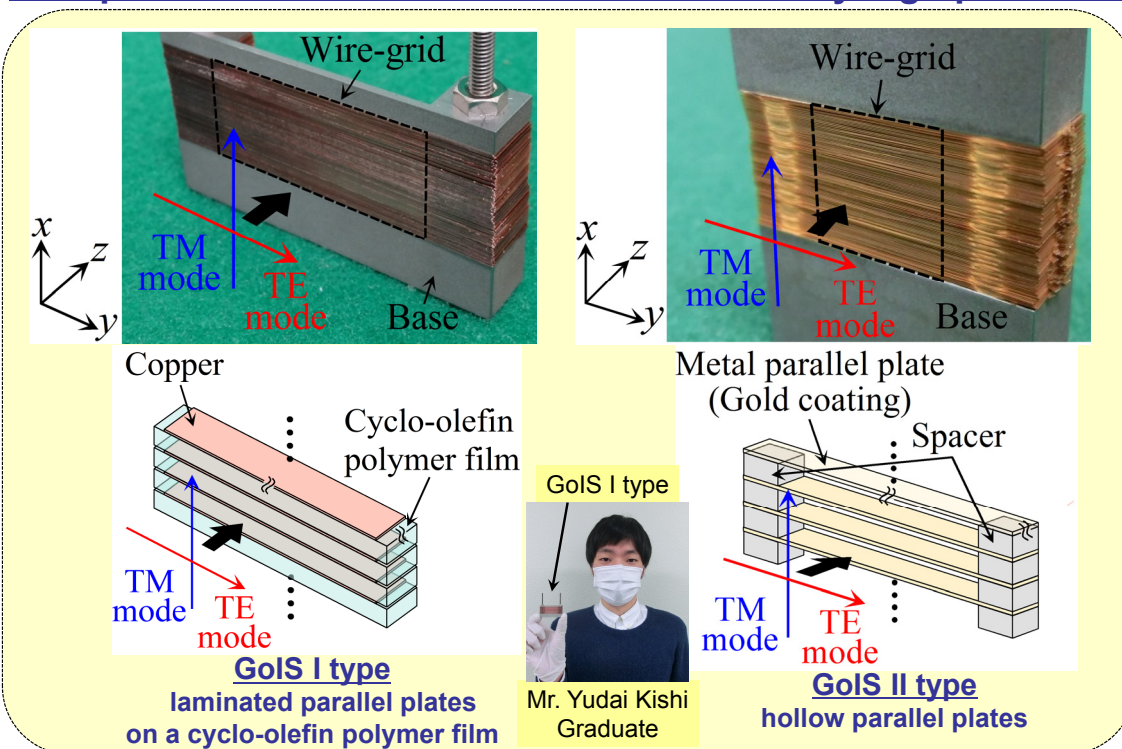 Wire-grid
x
z
y
TM
mode
TE
mode
Base
Wire-grid
x
z
y
TM
mode
TE
mode
Base
Copper
Cyclo-olefin
polymer film
TM
mode
TE
mode
GoIS I type
laminated parallel plates
on a cyclo-olefin polymer film
GoIS I type
Mr. Yudai Kishi
Graduate
Metal parallel plate
(Gold coating)
Spacer
TM
mode
TE
mode
GoIS II type
hollow parallel plates